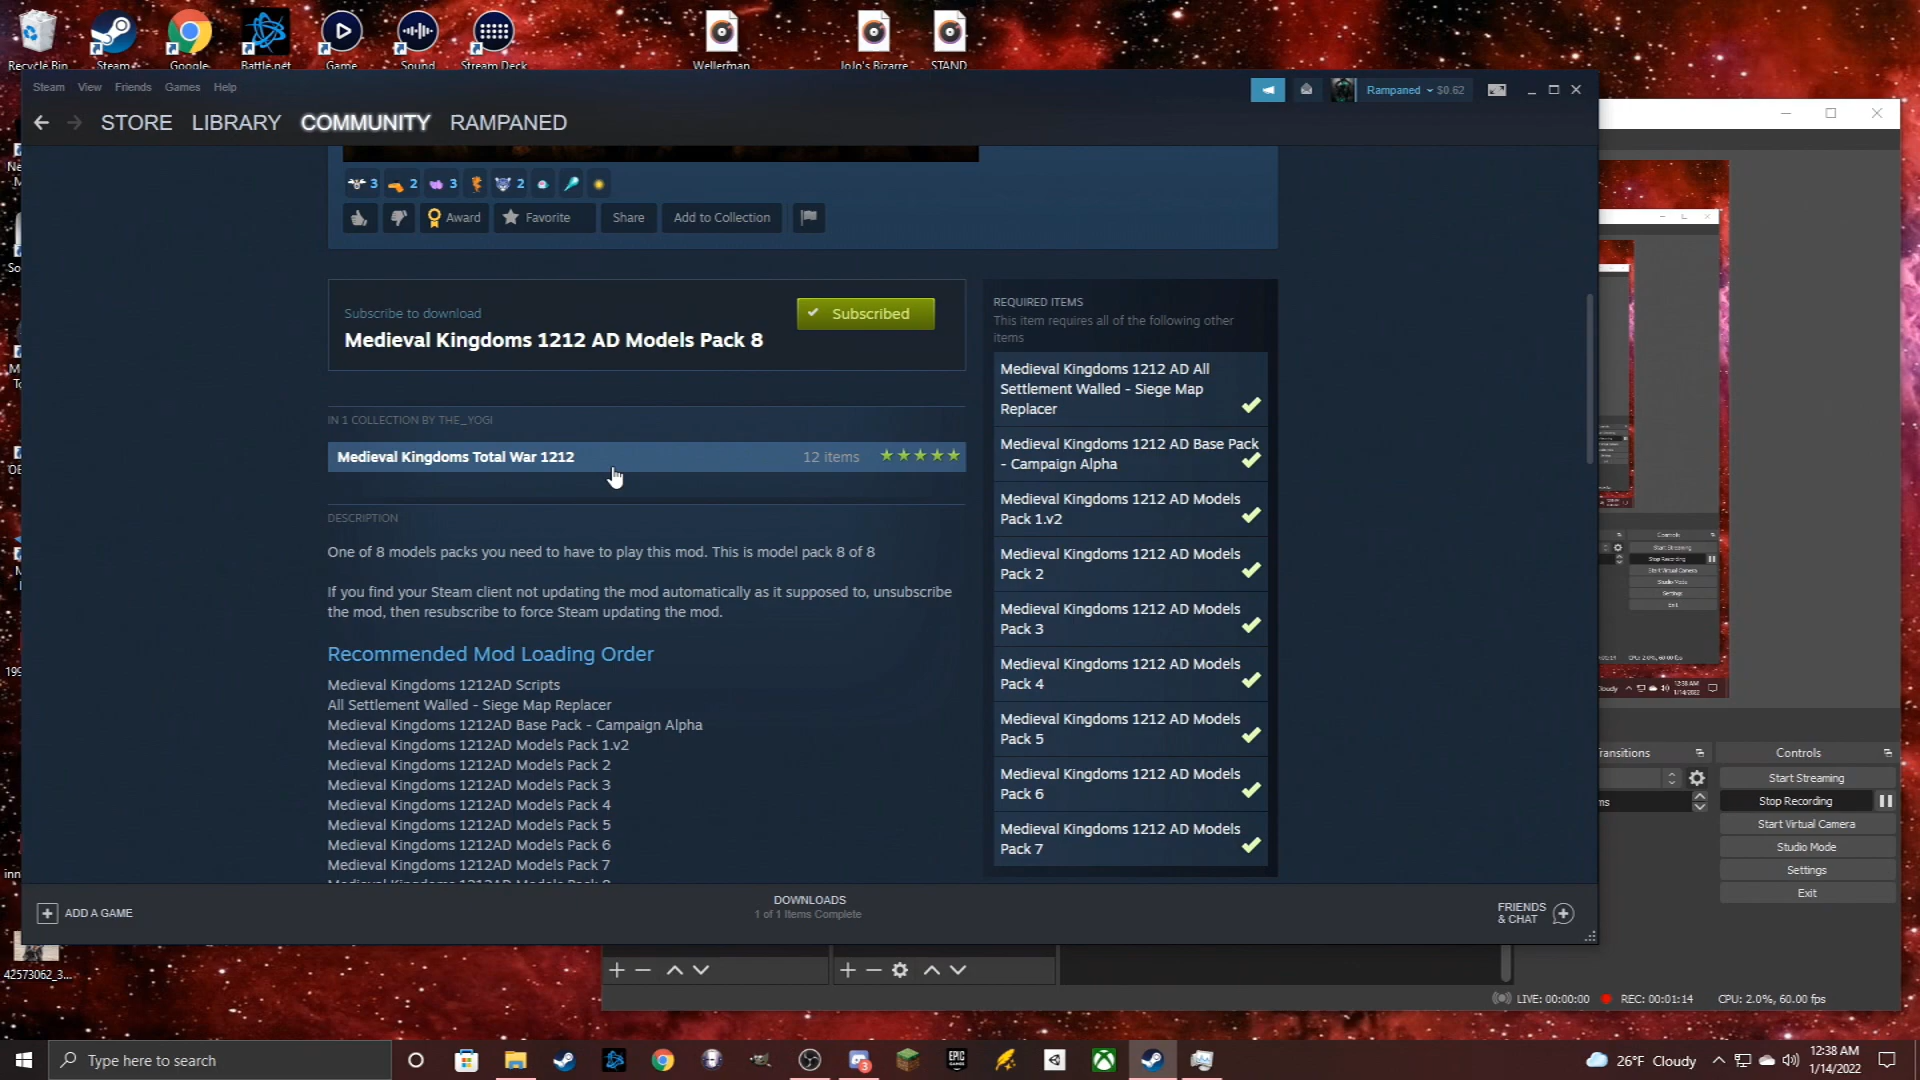 Recycle Bin
Steam
Google
Battle.net
Game
Sound
Stream Deck
Wellerman
JoJo's Bizarre
STAND
Steam View Friends Games Help
Rampaned $0.62
STORE LIBRARY COMMUNITY RAMPANED
3 2 3 2
Award Favorite Share Add to Collection
Subscribe to download
Medieval Kingdoms 1212 AD Models Pack 8
Subscribed
IN 1 COLLECTION BY THE_YOGI
Medieval Kingdoms Total War 1212 12 items
DESCRIPTION
One of 8 models packs you need to have to play this mod. This is model pack 8 of 8
If you find your Steam client not updating the mod automatically as it supposed to, unsubscribe
the mod, then resubscribe to force Steam updating the mod.
Recommended Mod Loading Order
Medieval Kingdoms 1212AD Scripts
All Settlement Walled - Siege Map Replacer
Medieval Kingdoms 1212AD Base Pack - Campaign Alpha
Medieval Kingdoms 1212AD Models Pack 1.v2
Medieval Kingdoms 1212AD Models Pack 2
Medieval Kingdoms 1212AD Models Pack 3
Medieval Kingdoms 1212AD Models Pack 4
Medieval Kingdoms 1212AD Models Pack 5
Medieval Kingdoms 1212AD Models Pack 6
Medieval Kingdoms 1212AD Models Pack 7
REQUIRED ITEMS
This item requires all of the following other
items
Medieval Kingdoms 1212 AD All
Settlement Walled - Siege Map
Replacer
Medieval Kingdoms 1212 AD Base Pack
- Campaign Alpha
Medieval Kingdoms 1212 AD Models
Pack 1.v2
Medieval Kingdoms 1212 AD Models
Pack 2
Medieval Kingdoms 1212 AD Models
Pack 3
Medieval Kingdoms 1212 AD Models
Pack 4
Medieval Kingdoms 1212 AD Models
Pack 5
Medieval Kingdoms 1212 AD Models
Pack 6
Medieval Kingdoms 1212 AD Models
Pack 7
ADD A GAME
DOWNLOADS
1 of 1 Items Complete
FRIENDS
& CHAT
42573062_3...
Controls
Start Streaming
Stop Recording
Start Virtual Camera
Studio Mode
Settings
Exit
LIVE: 00:00:00 REC: 00:01:14 CPU: 2.0%, 60.00 fps
Type here to search
EPIC
GAMES
3
26°F Cloudy
12:38 AM
1/14/2022